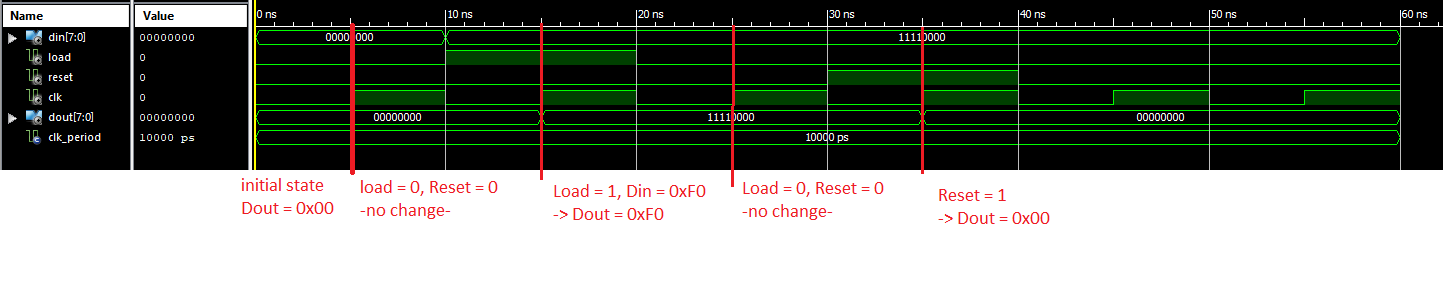 Name Value 0 ns 10 ns 20 ns 30 ns 40 ns 50 ns 60 ns
din[7:0] 00000000 00000000 11110000
load 0
reset 0
clk 0
dout[7:0] 00000000 00000000 11110000 00000000
clk_period 10000 ps 10000 ps
initial state
Dout = 0x00
load = 0, Reset = 0
-no change-
Load = 1, Din = 0xF0
-> Dout = 0xF0
Load = 0, Reset = 0
-no change-
Reset = 1
-> Dout = 0x00